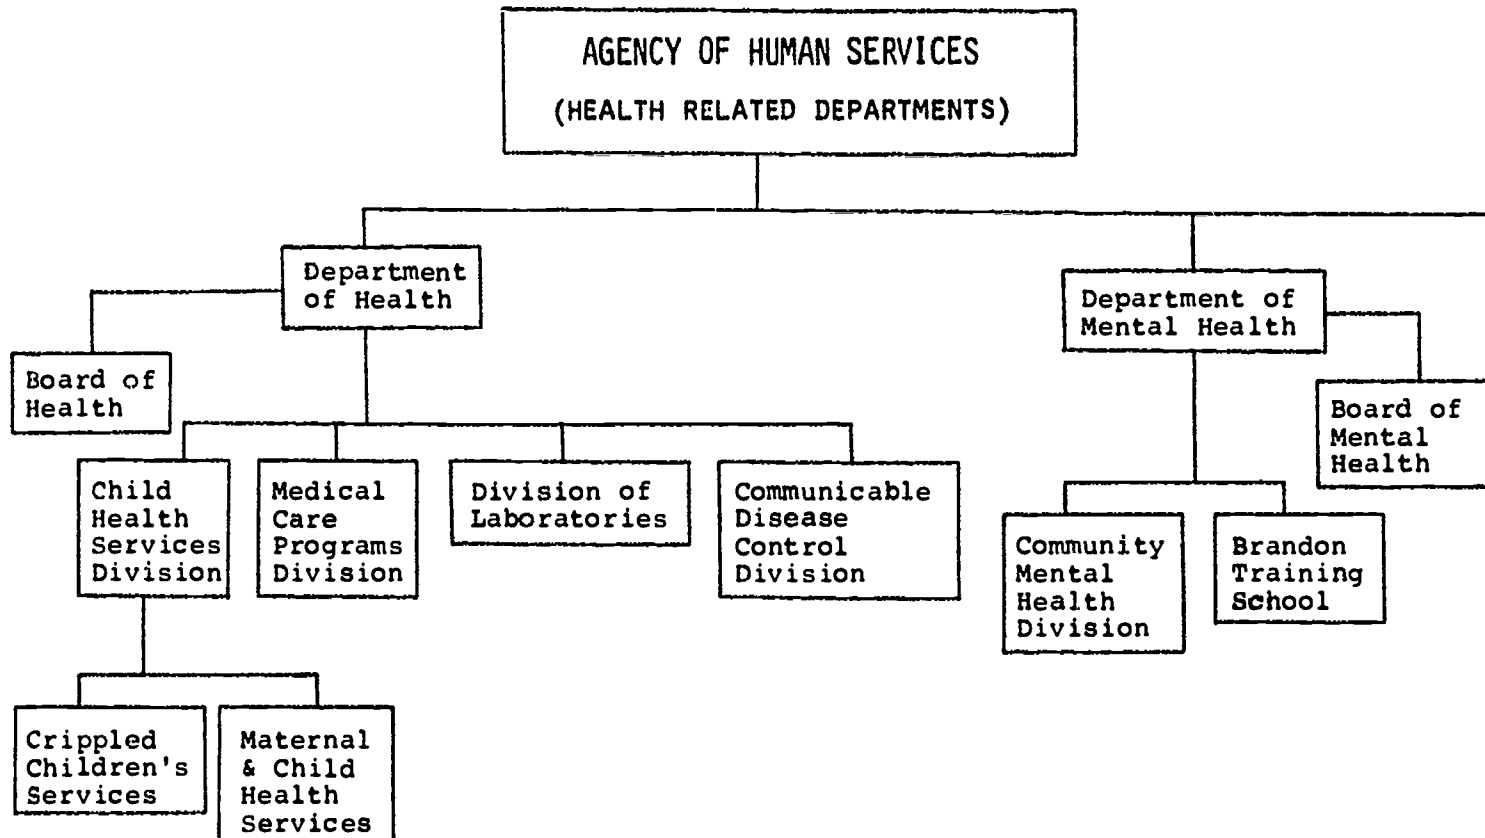 AGENCY OF HUMAN SERVICES
(HEALTH RELATED DEPARTMENTS)
Department
of Health
Board of
Health
Child
Health
Services
Division
Medical
Care
Programs
Division
Division of
Laboratories
Communicable
Disease
Control
Division
Crippled
Children's
Services
Maternal
& Child
Health
Services
Department of
Mental Health
Board of
Mental
Health
Community
Mental
Health
Division
Brandon
Training
School